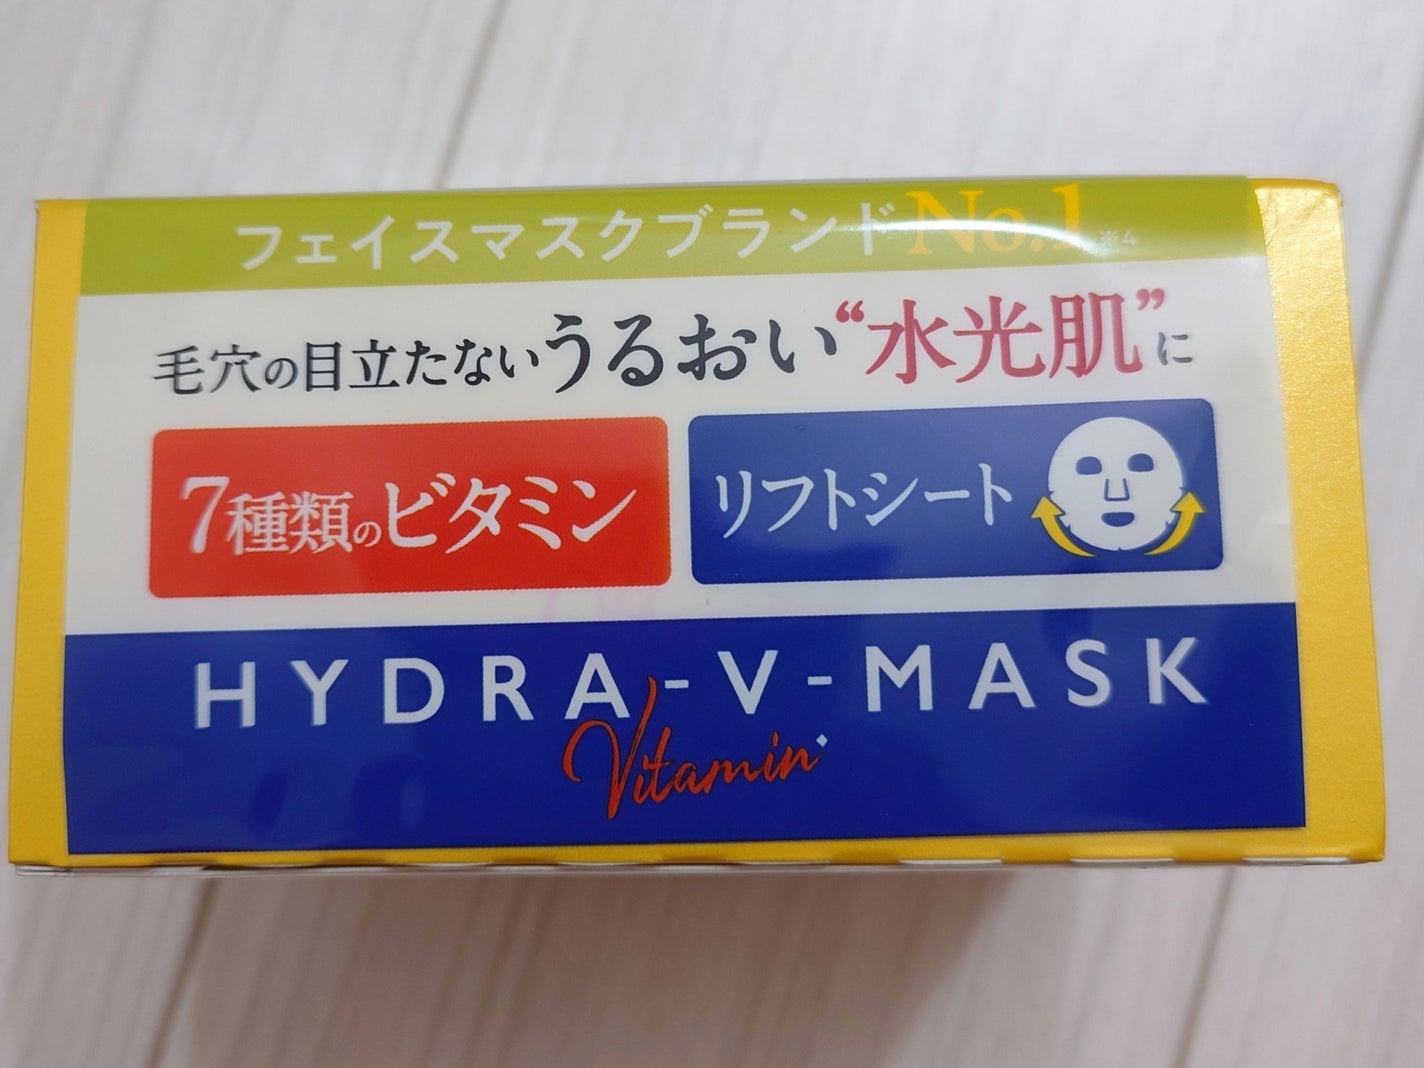 フェイスマスクブランドNo.1※4
毛穴の目立たないうるおい“水光肌”に
7種類のビタミン
リフトシート
HYDRA-V-MASK
Vitamin